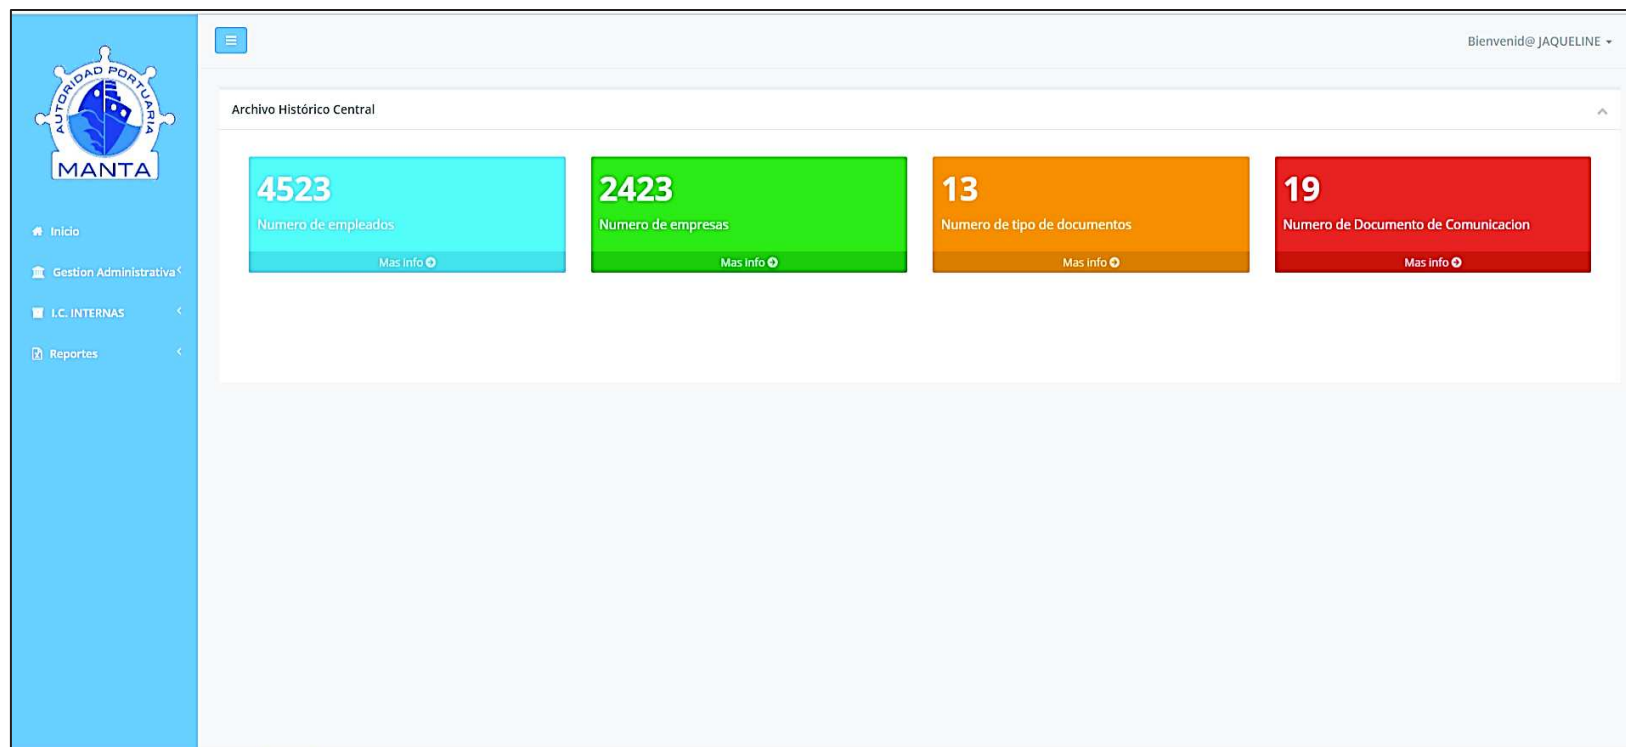 AUTORIDAD PORTUARIA
MANTA
Inicio
Gestion Administrativa
I.C. INTERNAS
Reportes
Bienvenid@ JAQUELINE
Archivo Histórico Central
4523
Numero de empleados
Mas info
2423
Numero de empresas
Mas info
13
Numero de tipo de documentos
Mas info
19
Numero de Documento de Comunicacion
Mas info